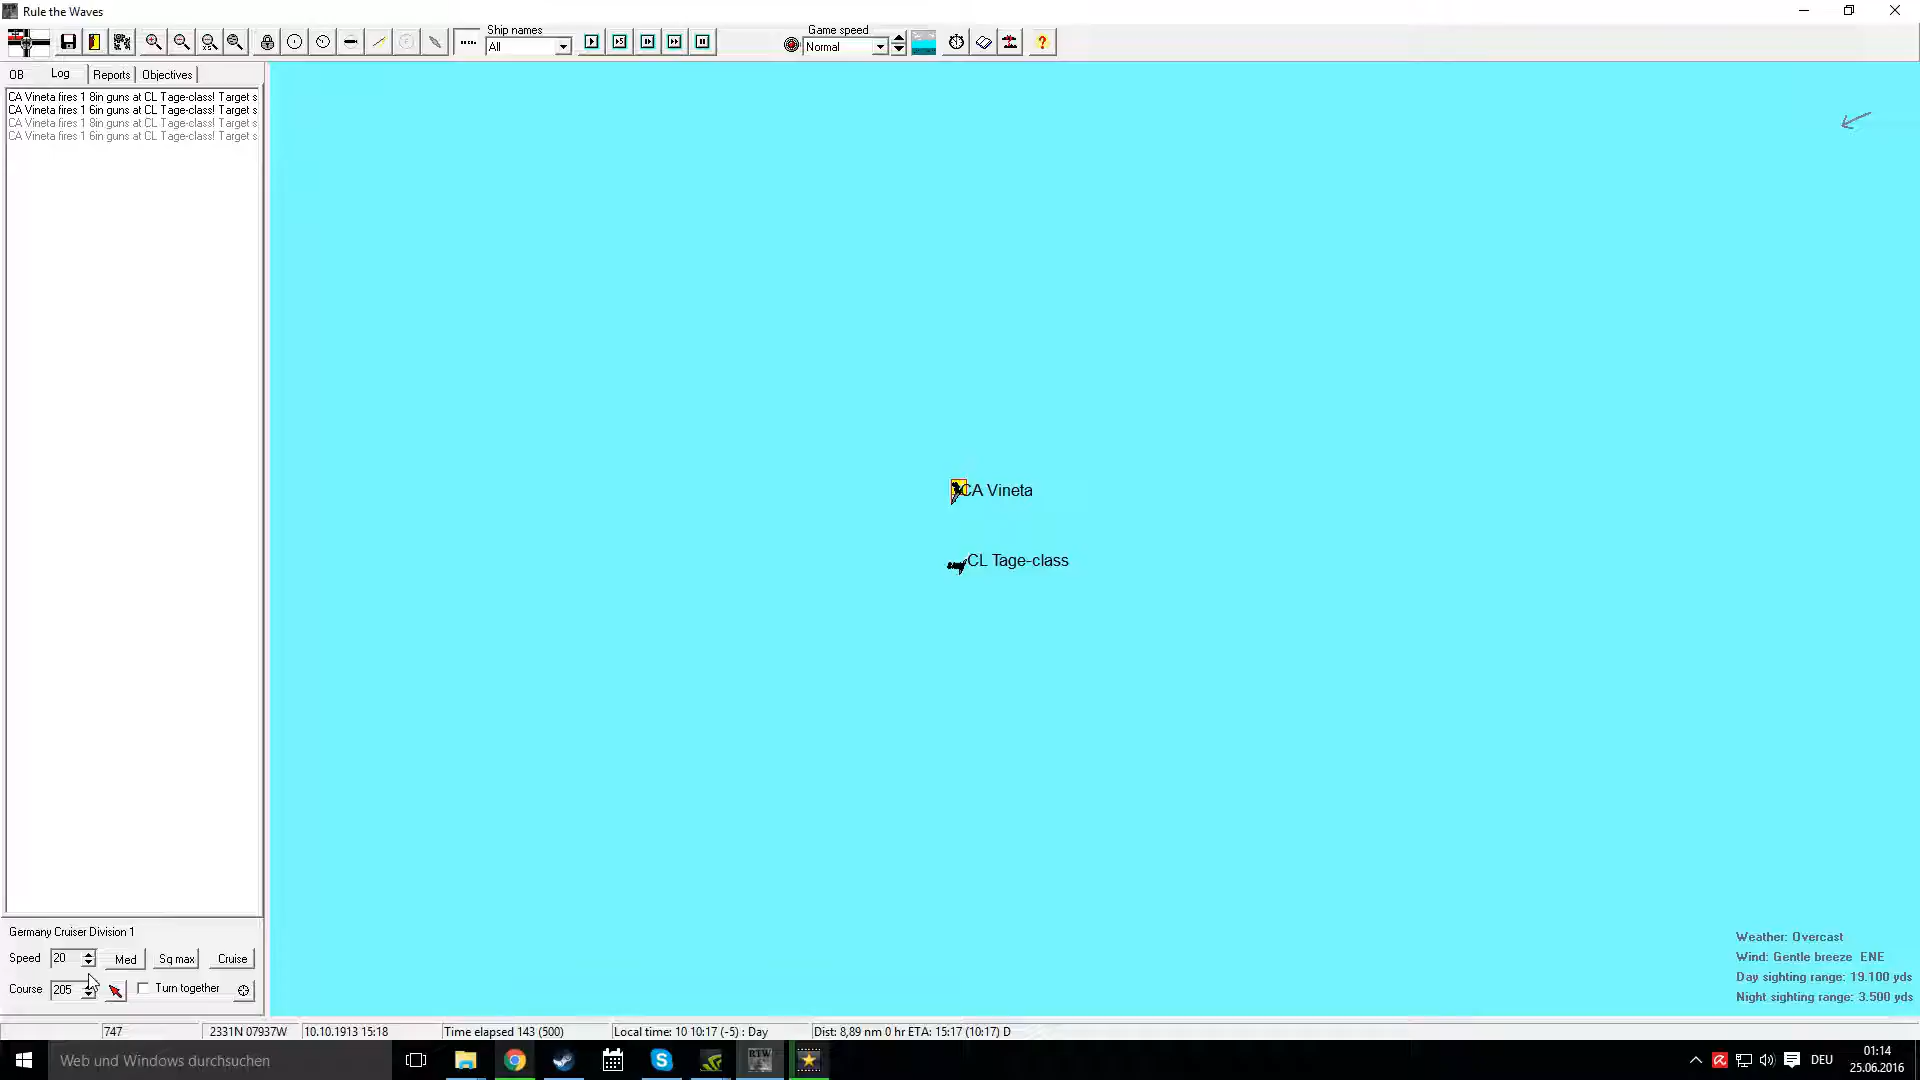 Rule the Waves
Ship names
All
Game speed
Normal
OB
Log
Reports
Objectives
CA Vineta fires 1 8in guns at CL Tage-class! Target s
CA Vineta fires 1 6in guns at CL Tage-class! Target s
CA Vineta fires 1 8in guns at CL Tage-class! Target s
CA Vineta fires 1 6in guns at CL Tage-class! Target s
CA Vineta
CL Tage-class
Germany Cruiser Division 1
Speed 20 Med Sq max Cruise
Course 205 Turn together
Weather: Overcast
Wind: Gentle breeze ENE
Day sighting range: 19.100 yds
Night sighting range: 3.500 yds
747 2331N 07937W 10.10.1913 15:18 Time elapsed 143 (500) Local time: 10 10:17 (-5) : Day Dist: 8,89 nm 0 hr ETA: 15:17 (10:17) D
Web und Windows durchsuchen
RTW
DEU
01:14
25.06.2016